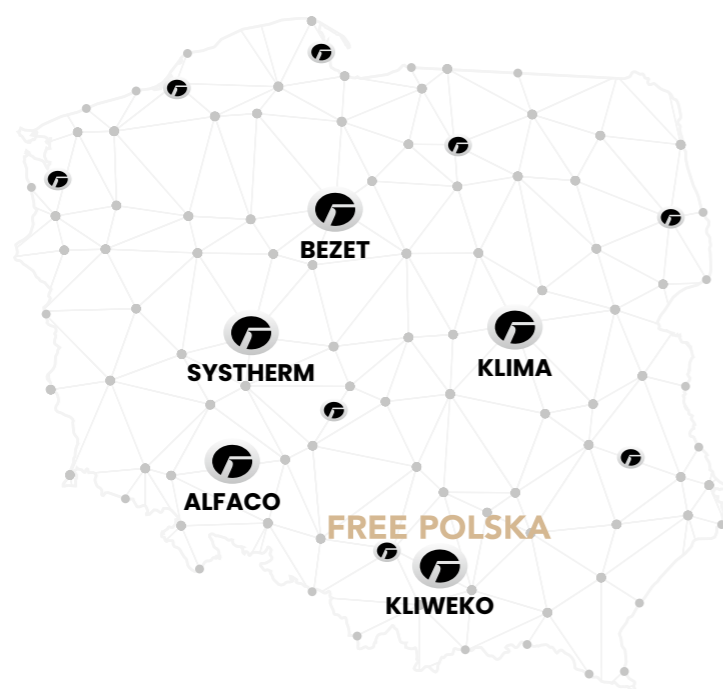 BEZET
SYSTHERM
KLIMA
ALFACO
FREE POLSKA
KLIWEKO